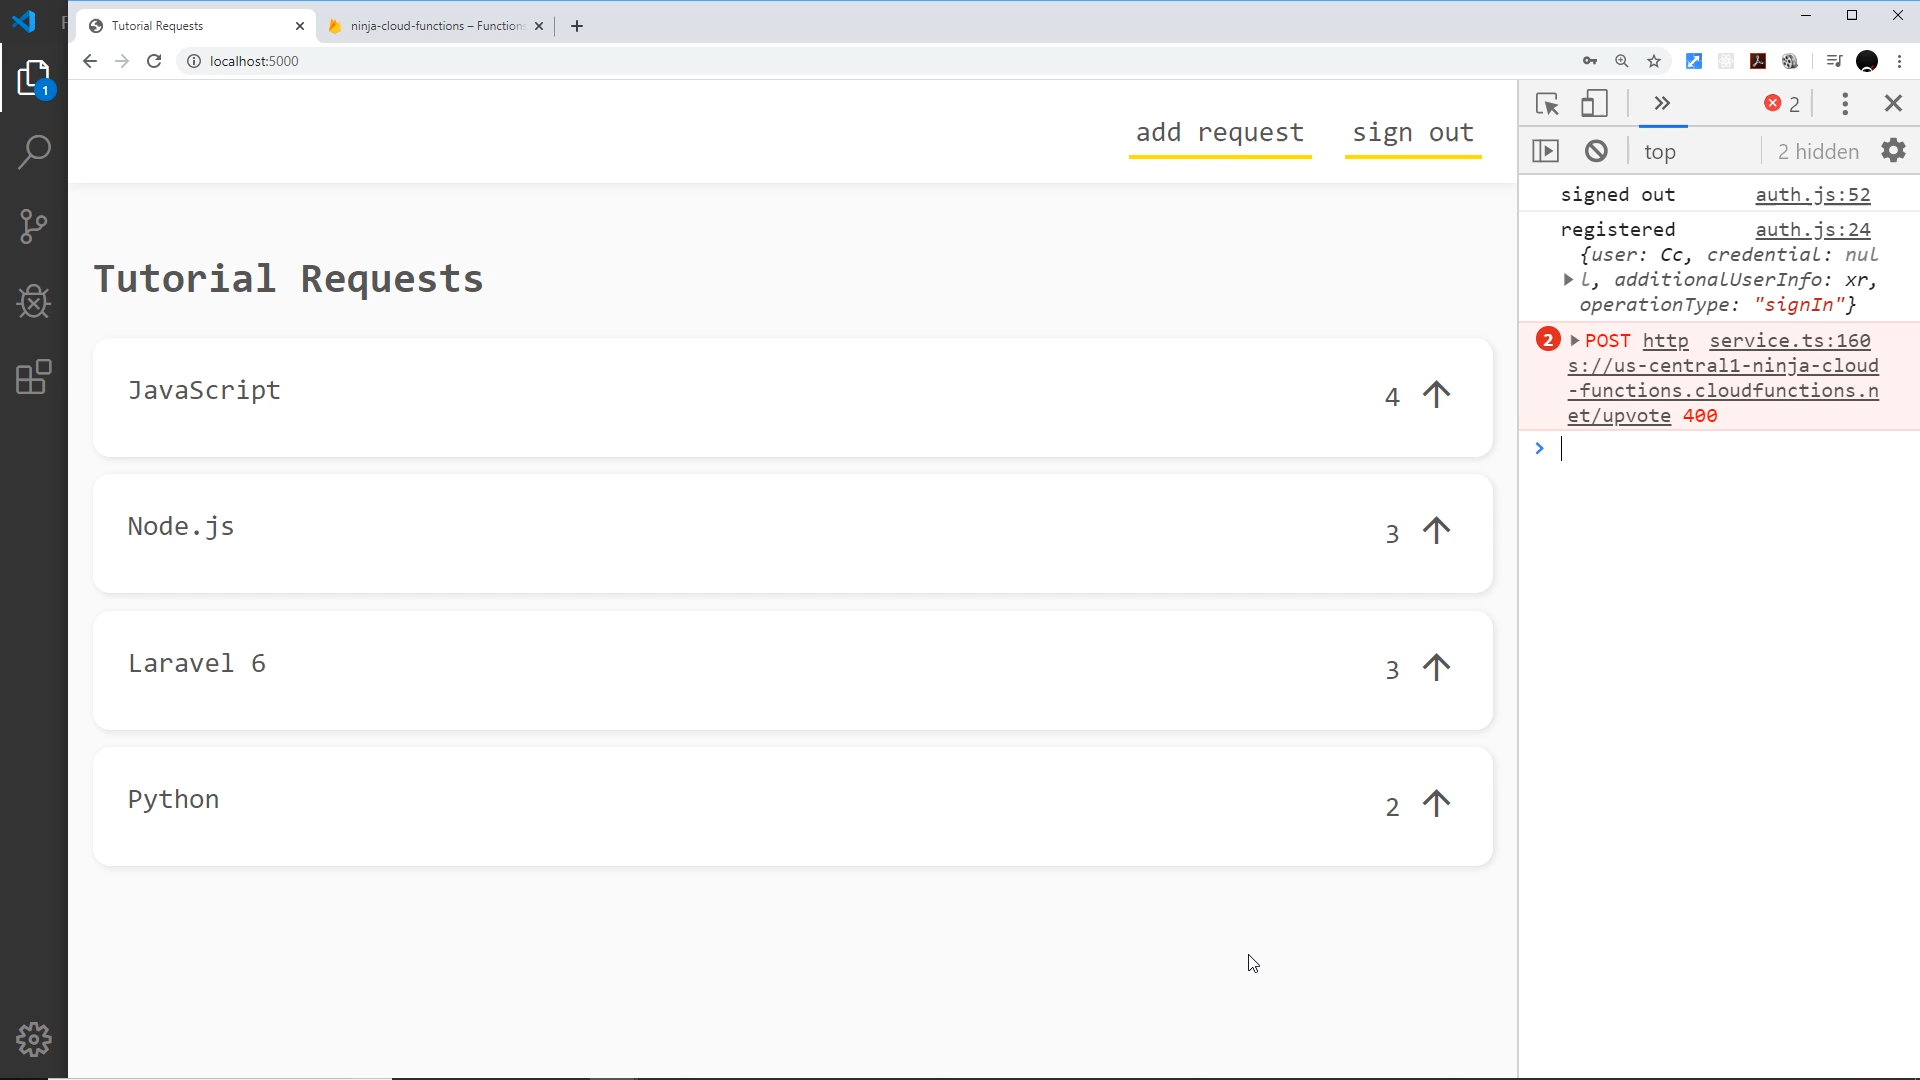 Tutorial Requests
ninja-cloud-functions – Function
localhost:5000
1
add request
sign out
Tutorial Requests
JavaScript
4
Node.js
3
Laravel 6
3
Python
2
2
top
2 hidden
signed out auth.js:52
registered auth.js:24
{user: Cc, credential: nul
l, additionalUserInfo: xr,
operationType: "signIn"}
2 POST http service.ts:160
s://us-central1-ninja-cloud
-functions.cloudfunctions.n
et/upvote 400